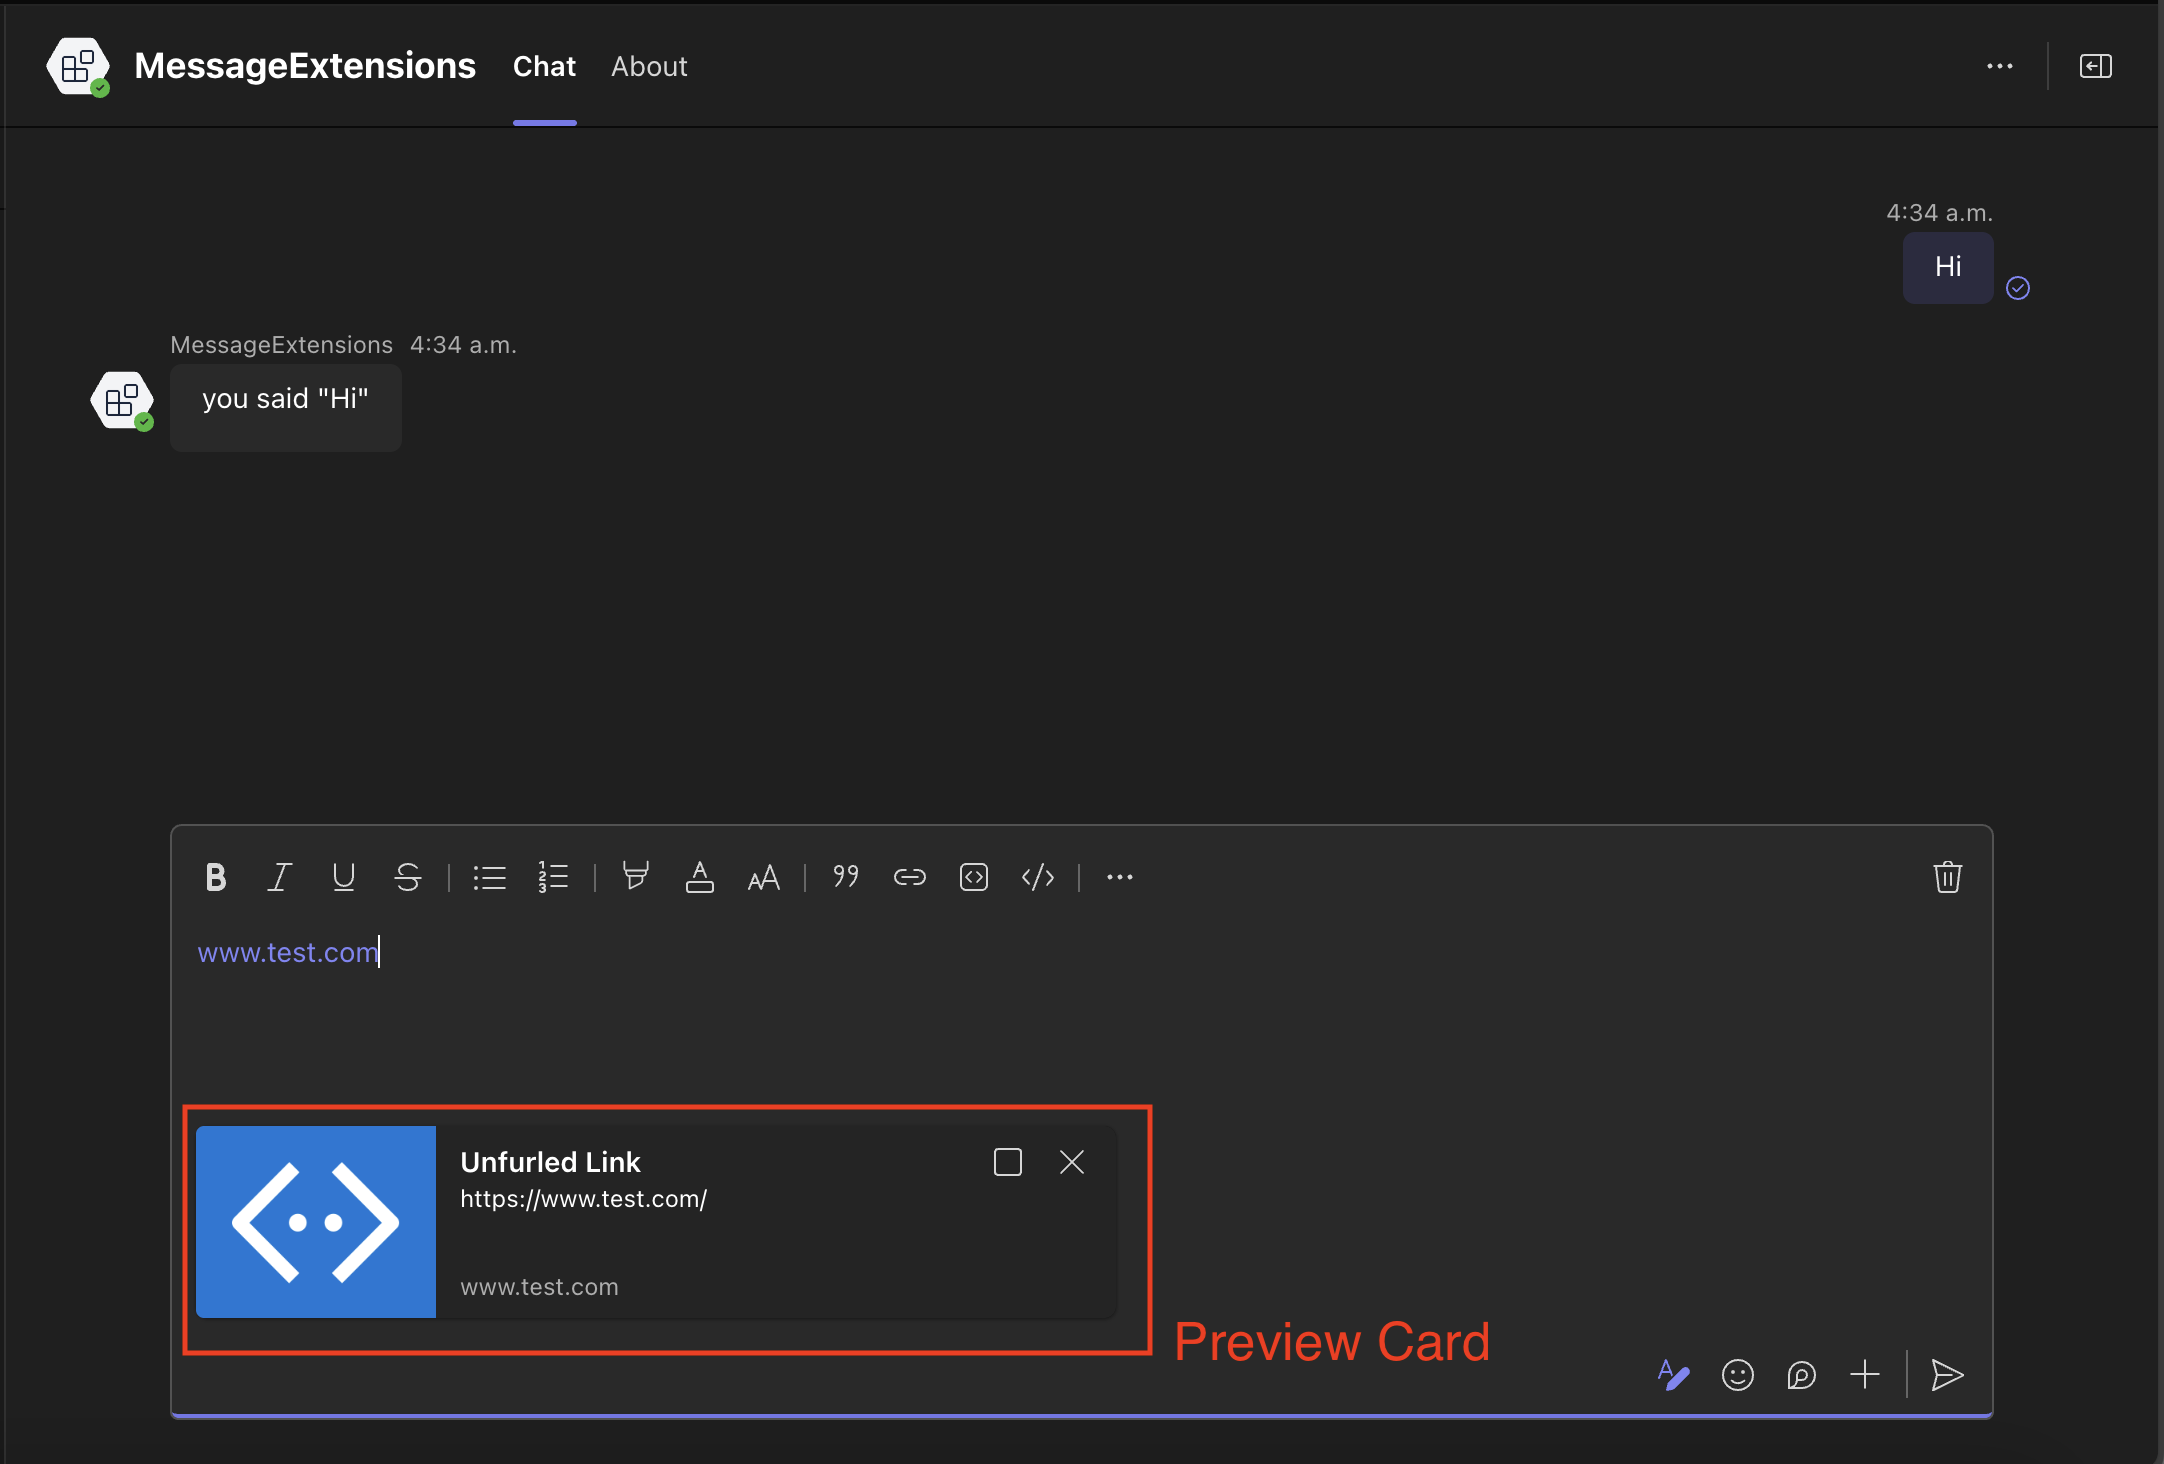 MessageExtensions Chat About
4:34 a.m.
Hi
MessageExtensions 4:34 a.m.
you said "Hi"
www.test.com
Unfurled Link
https://www.test.com/
www.test.com
Preview Card